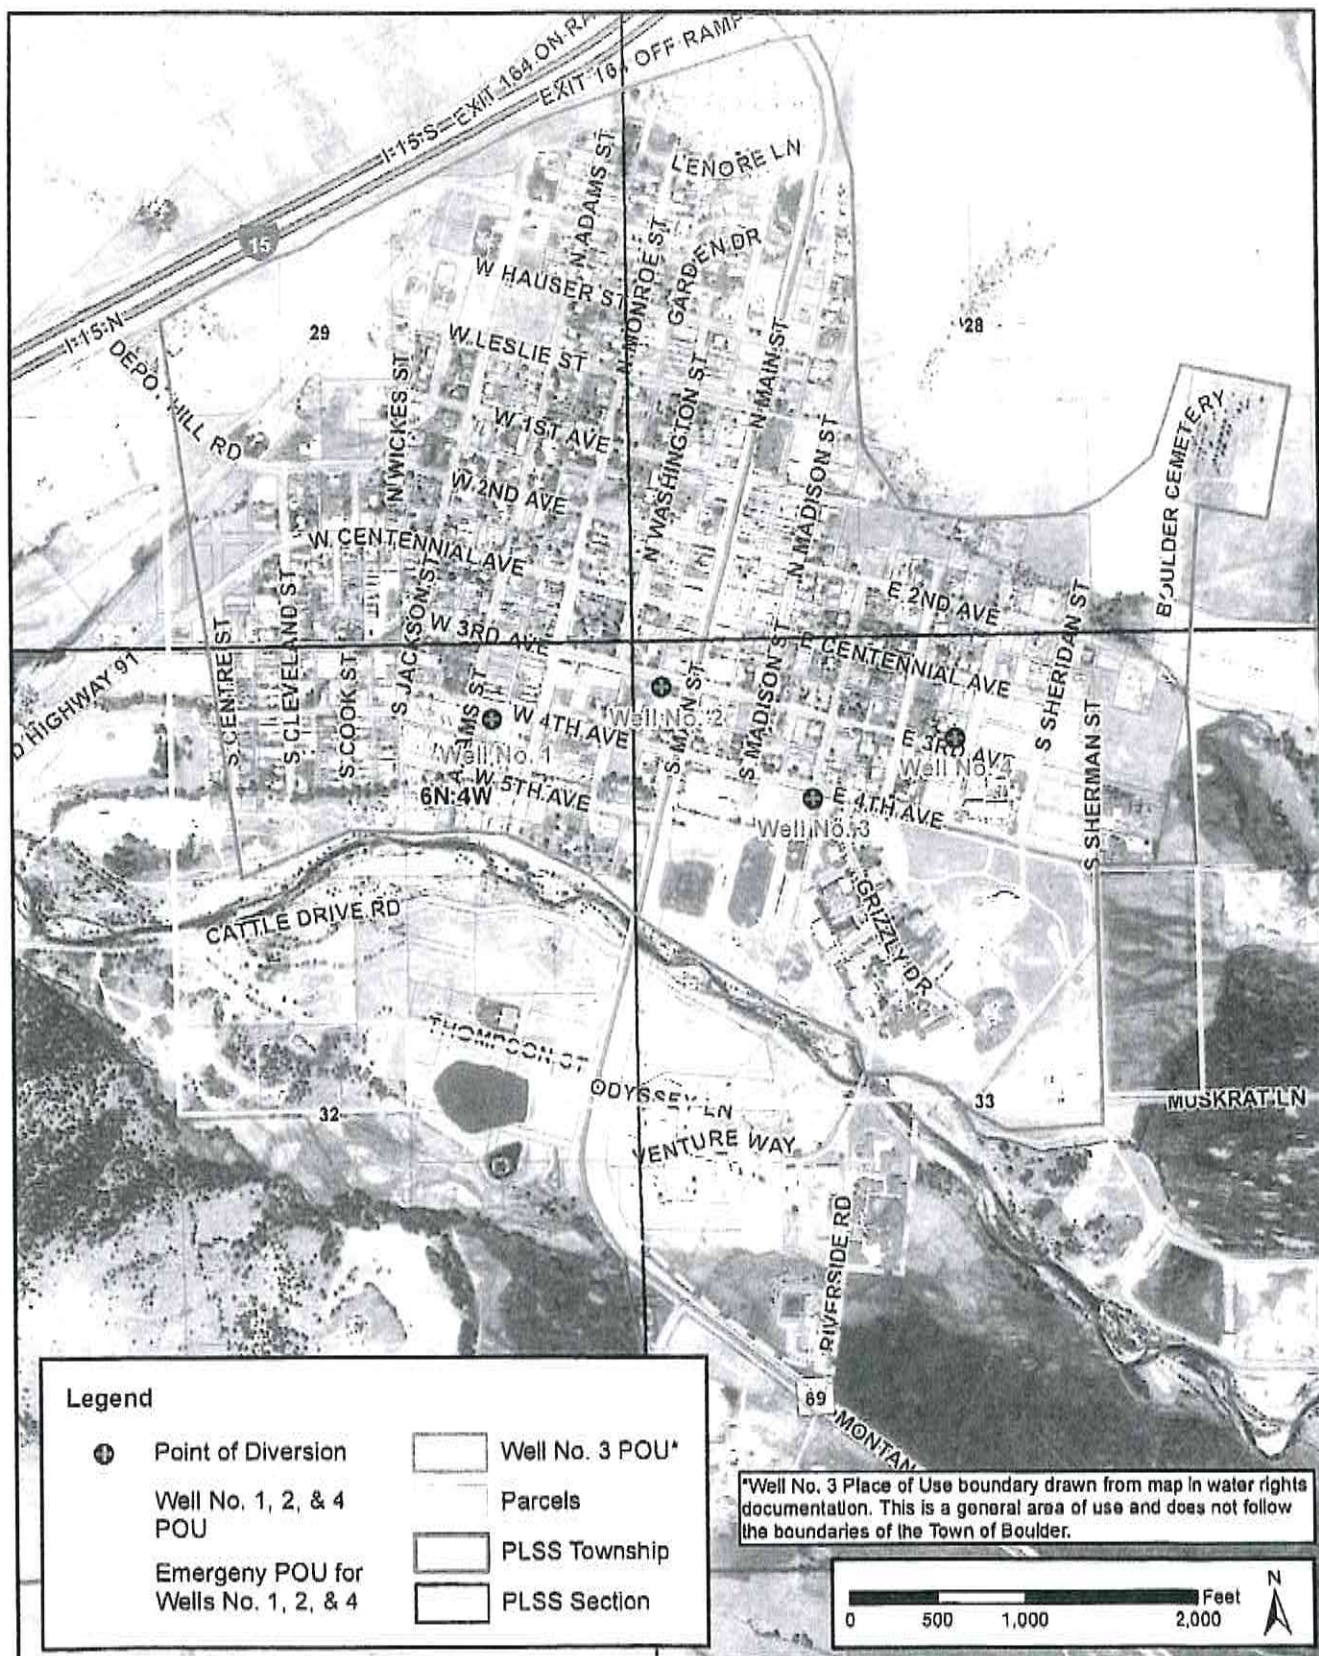 I-15-S-EXIT 164 ON RA
EXIT 164 OFF RAMP
15
I-15-N
LENORE LN
N ADAMS ST
N MONROE ST
GARDEN DR
W HAUSER ST
29
28
W LESLIE ST
DEPO
HILL RD
N WICKES ST
N WASHINGTON ST
N MAIN ST
W 1ST AVE
N MADISON ST
BOULDER CEMETERY
W 2ND AVE
W CENTENNIAL AVE
E 2ND AVE
S CLEVELAND ST
S JACKSON ST
W 3RD AVE
E CENTENNIAL AVE
S SHERIDAN ST
D HIGHWAY 91
S CENTRE ST
S COOK ST
AMS ST
W 4TH AVE
Well No. 2
S MAIN ST
S MADISON ST
E 3RD AVE
S SHERMAN ST
Well No. 1
W 5TH AVE
6N 4W
Well No. 3
E 4TH AVE
Well No.
CATTLE DRIVE RD
GRIZZLY DR
THOMPSON CT
ODYSSEY LN
32
33
MUSKRAT LN
VENTURE WAY
RIVERSIDE RD
69
MONTAN
Legend
Point of Diversion
Well No. 1, 2, & 4
POU
Emergeny POU for
Wells No. 1, 2, & 4
Well No. 3 POU*
Parcels
PLSS Township
PLSS Section
*Well No. 3 Place of Use boundary drawn from map in water rights
documentation. This is a general area of use and does not follow
the boundaries of the Town of Boulder.
Feet
0 500 1,000 2,000
N